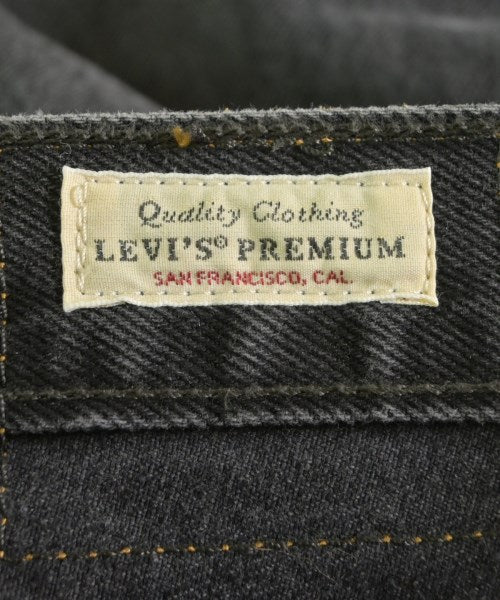 Quality Clothing
LEVI'S® PREMIUM
SAN FRANCISCO, CAL.